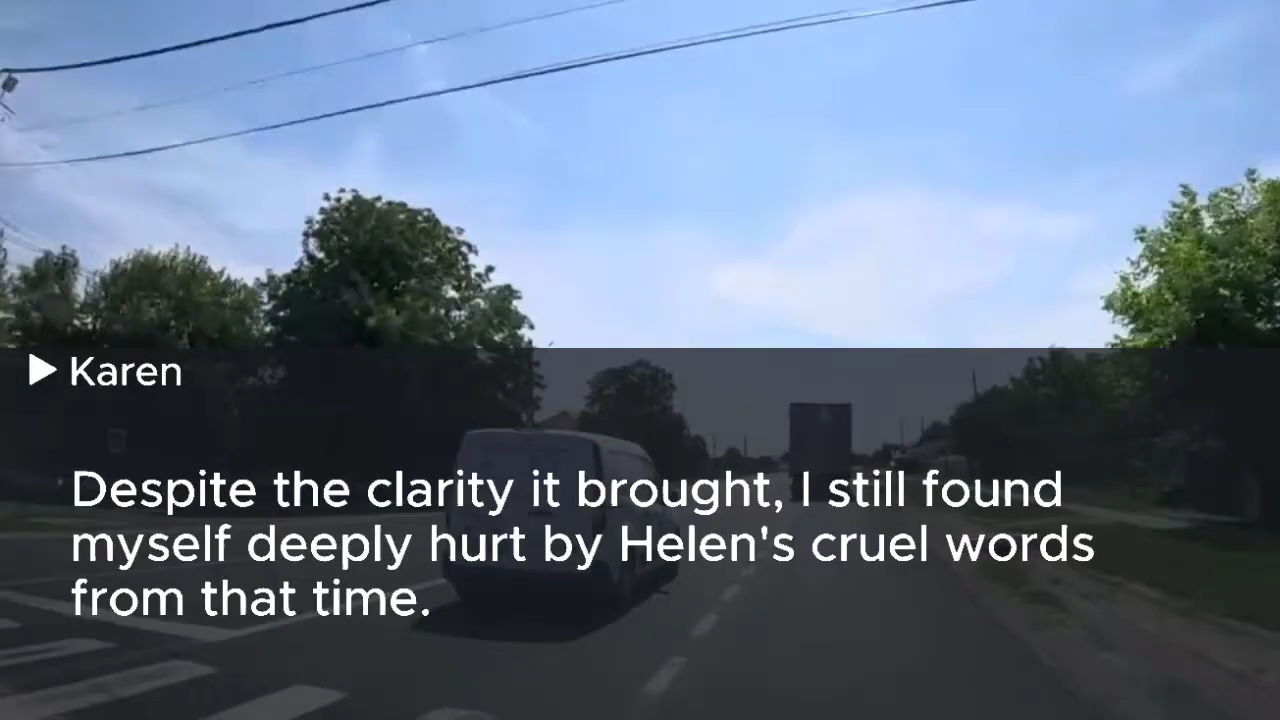 Karen
Despite the clarity it brought, I still found
myself deeply hurt by Helen's cruel words
from that time.